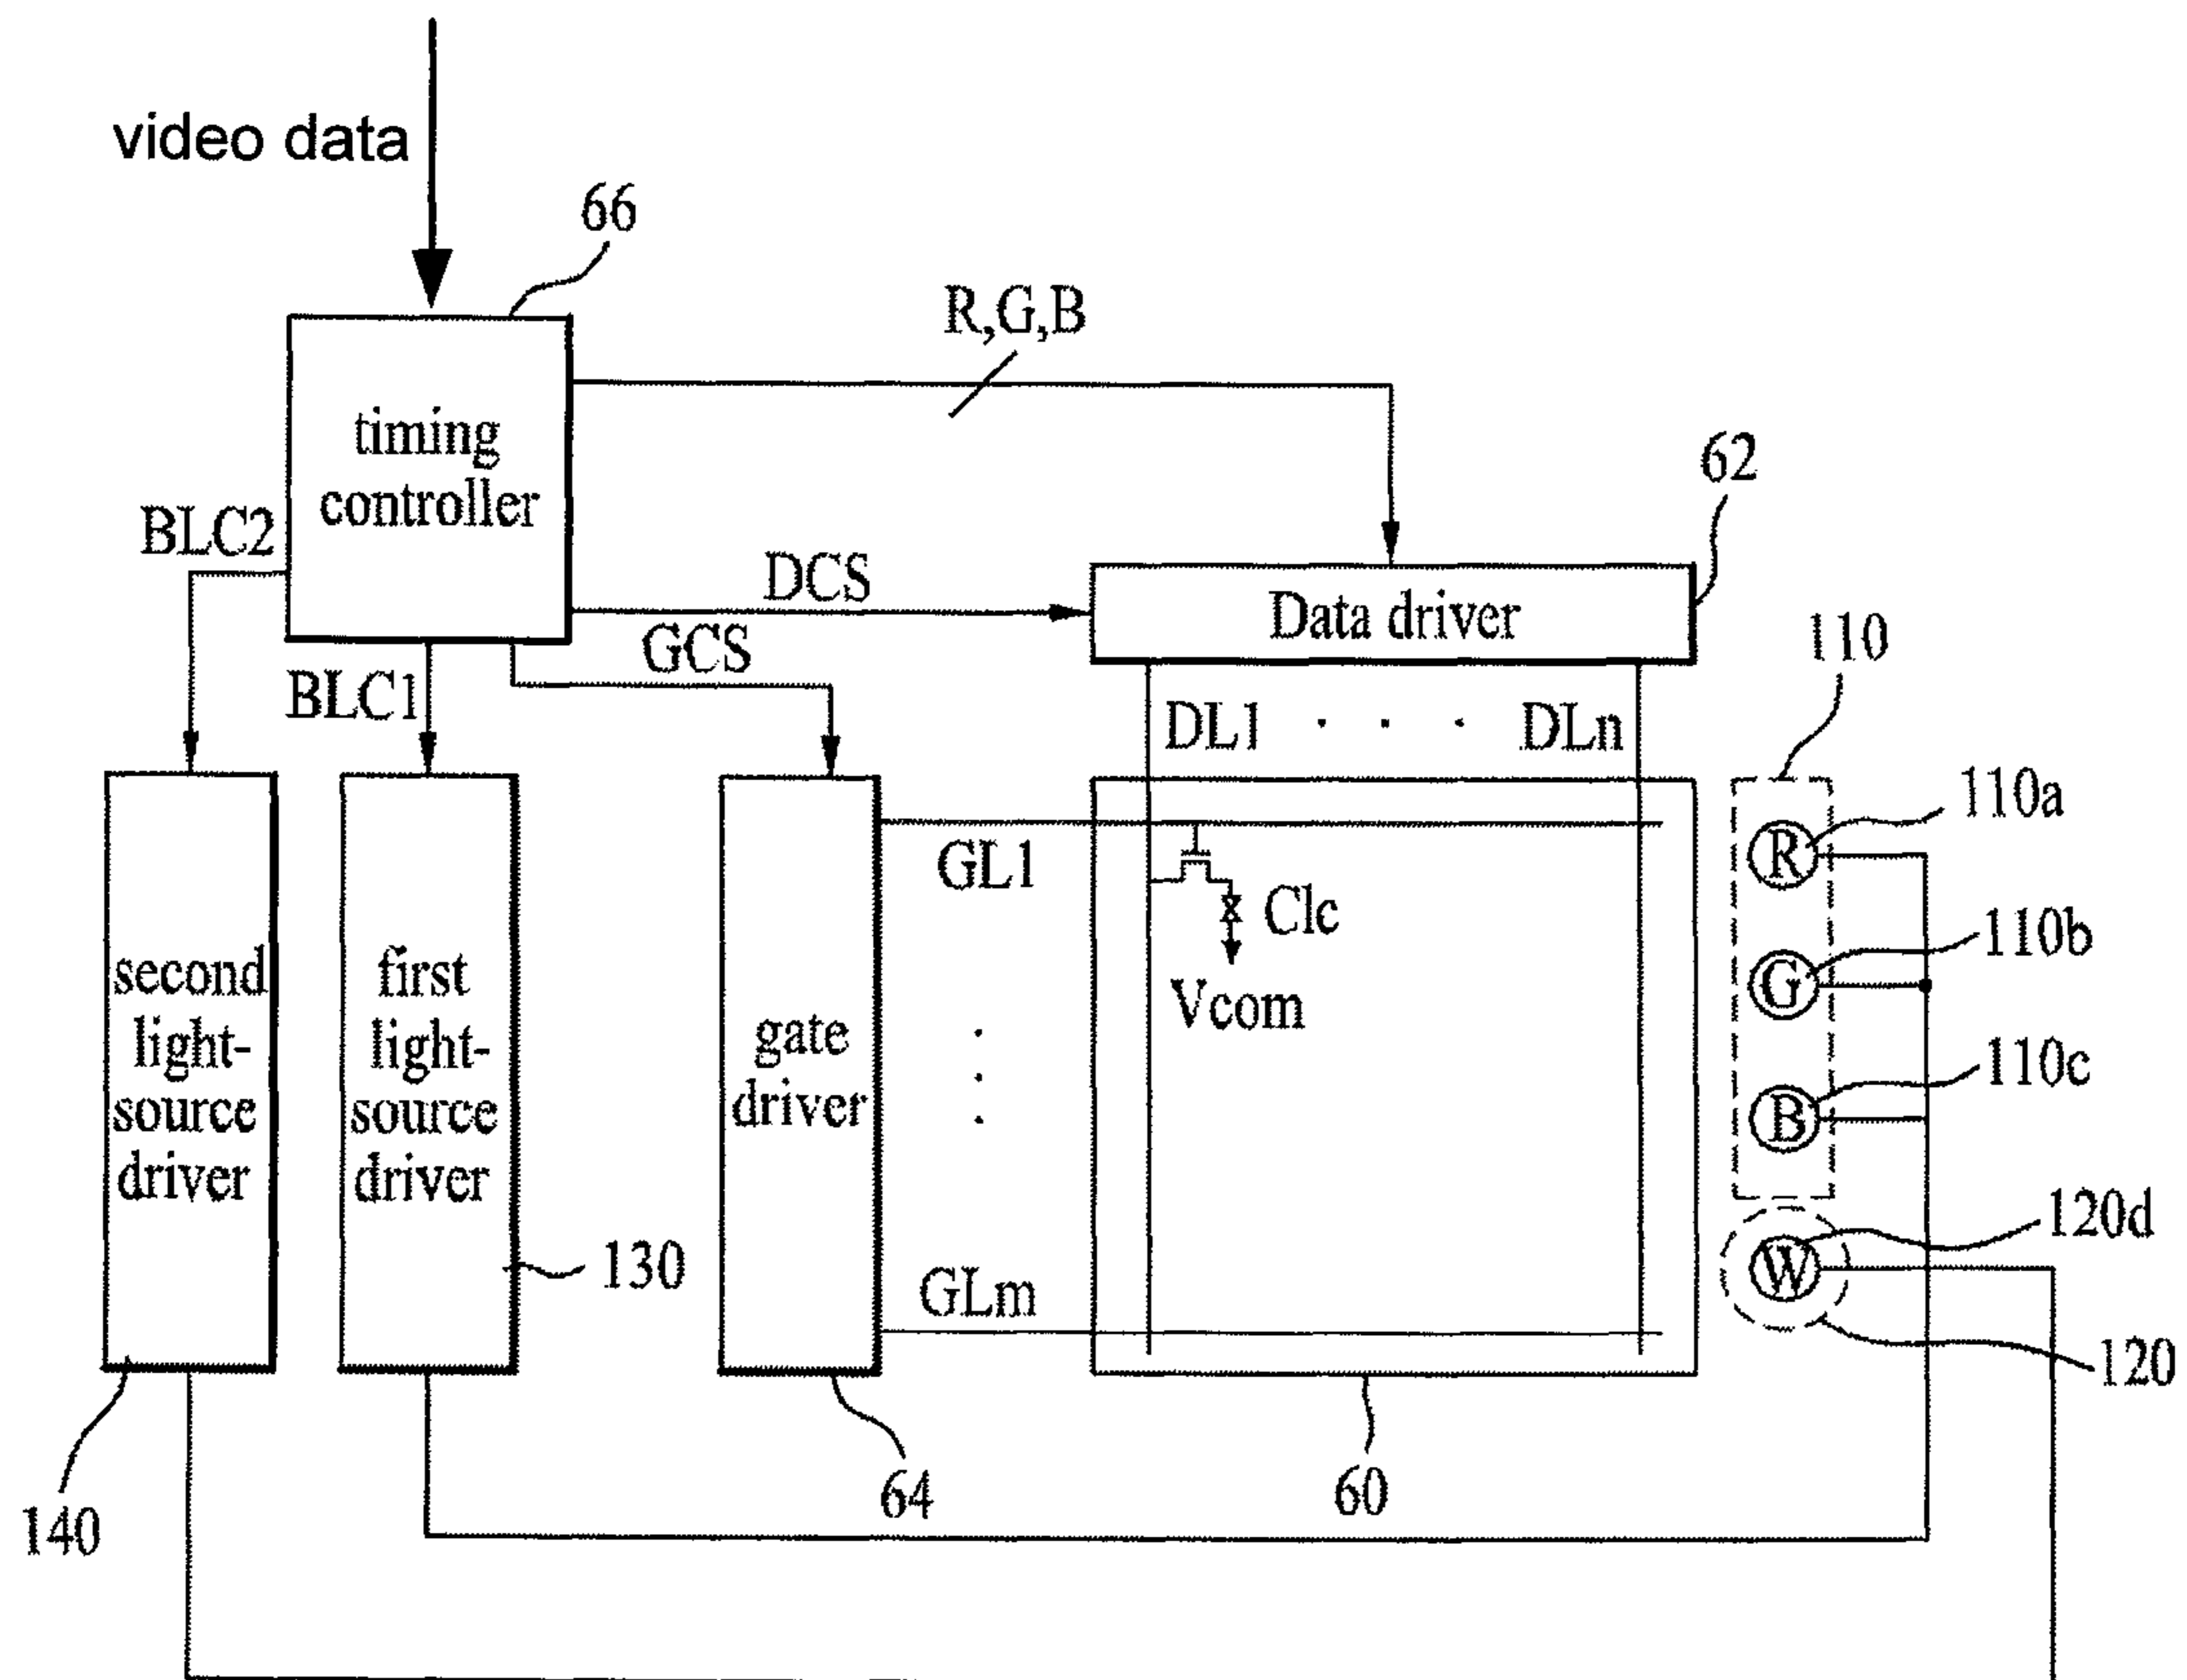 video data
66
R,G,B
timing
controller
62
BLC2
DCS
Data driver
110
GCS
BLC1
DL1 · · · DLn
110a
R
GL1
Clc
110b
G
Vcom
second
light-
source
driver
first
light-
source
driver
gate
driver
110c
B
120d
W
130
GLm
120
64
60
140